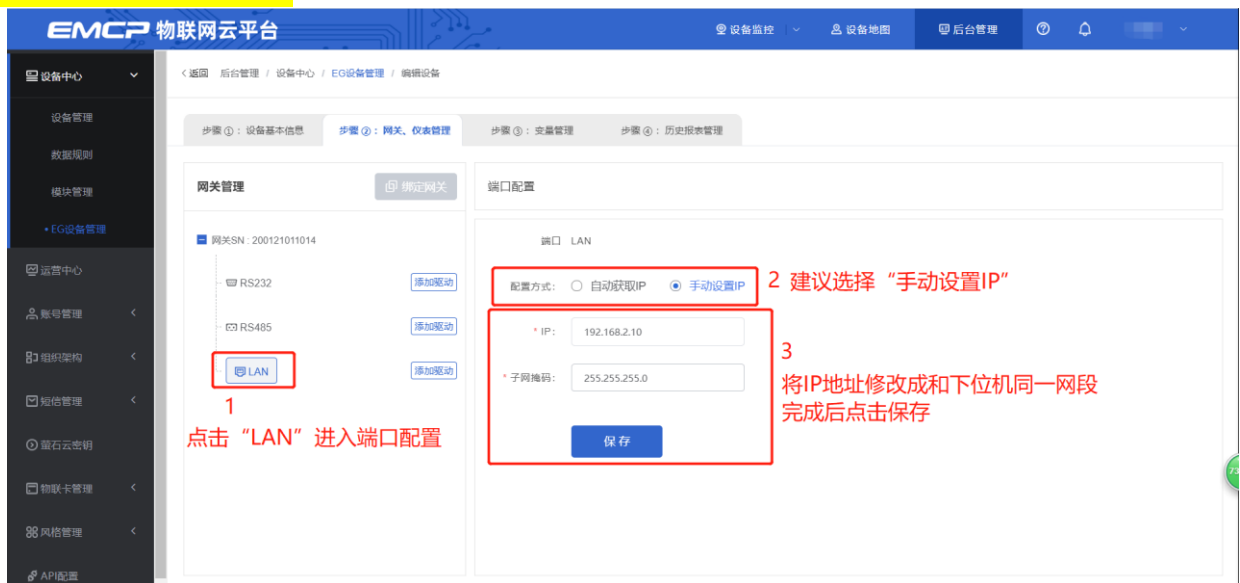 EMCP 物联网云平台
设备监控
设备地图
后台管理
设备中心
设备管理
数据规则
模块管理
•EG设备管理
运营中心
账号管理
组织架构
短信管理
萤石云密钥
物联卡管理
风格管理
API配置
<返回 后台管理 / 设备中心 / EG设备管理 / 编辑设备
步骤①：设备基本信息
步骤②：网关、仪表管理
步骤③：变量管理
步骤④：历史报表管理
网关管理
绑定网关
网关SN : 200121011014
RS232
添加驱动
RS485
添加驱动
LAN
添加驱动
1
点击“LAN”进入端口配置
端口配置
端口 LAN
配置方式： 自动获取IP 手动设置IP
2 建议选择“手动设置IP”
* IP： 192.168.2.10
* 子网掩码： 255.255.255.0
保存
3
将IP地址修改成和下位机同一网段
完成后点击保存